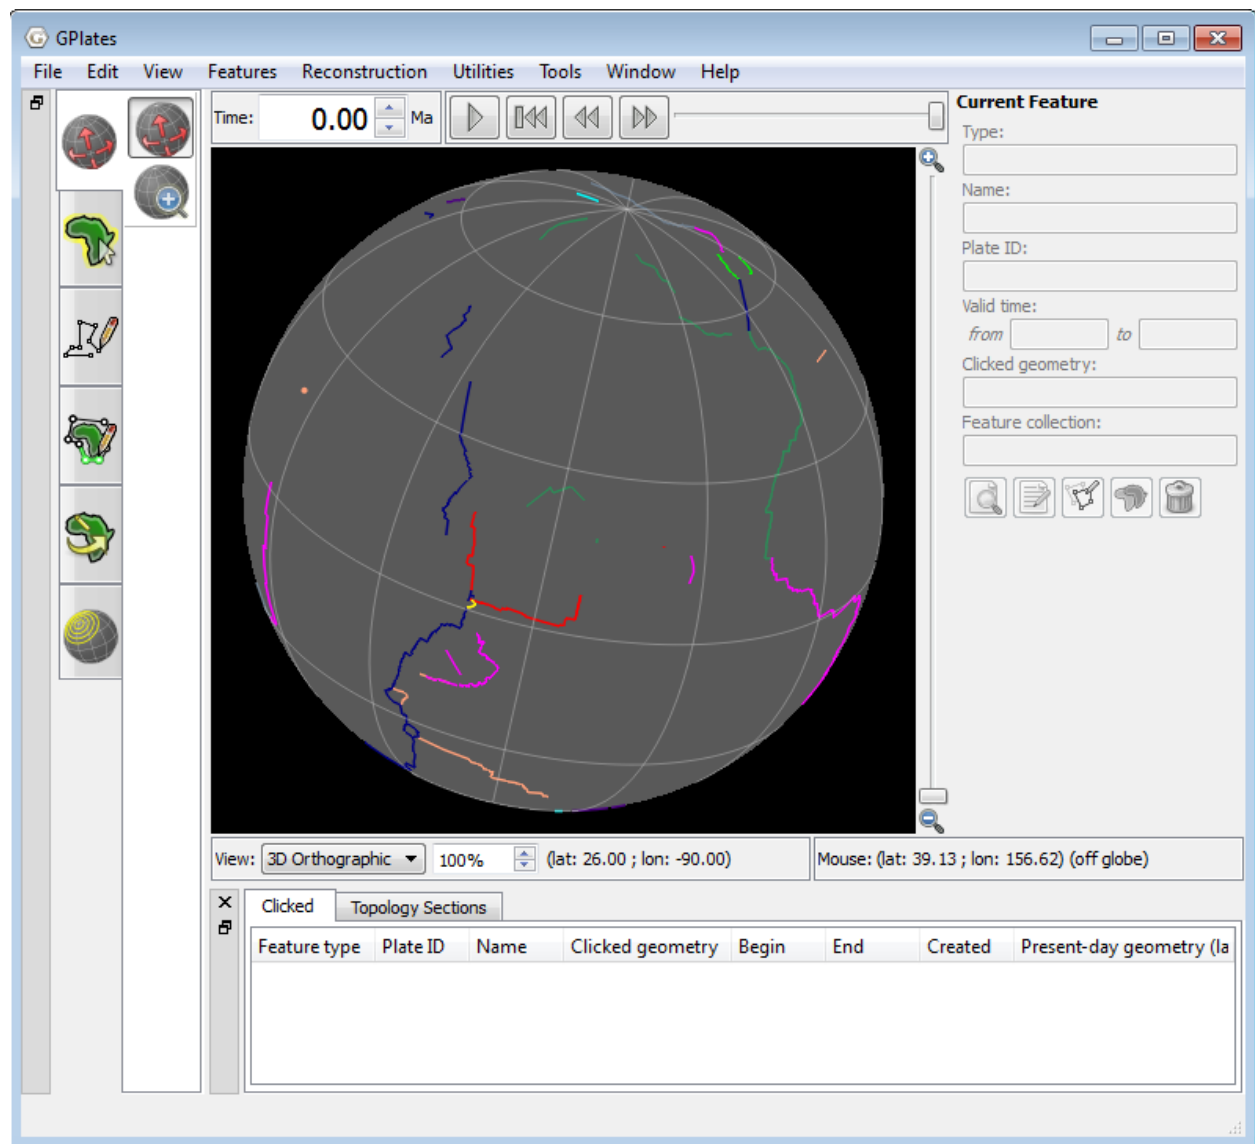 GPlates
File Edit View Features Reconstruction Utilities Tools Window Help
Time: 0.00 Ma
Current Feature
Type:
Name:
Plate ID:
Valid time:
from to
Clicked geometry:
Feature collection:
View: 3D Orthographic 100% (lat: 26.00 ; lon: -90.00) Mouse: (lat: 39.13 ; lon: 156.62) (off globe)
Clicked Topology Sections
Feature type Plate ID Name Clicked geometry Begin End Created Present-day geometry (la